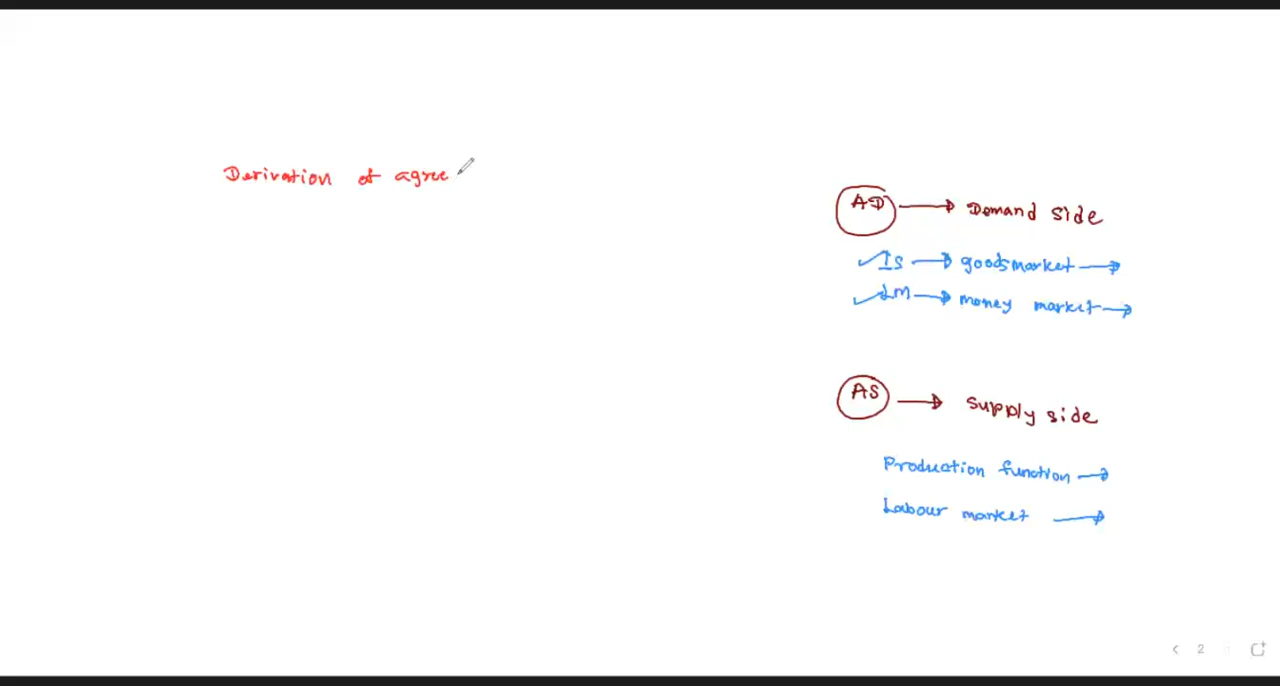 Derivation of agree
AD → Demand side
✓ IS → goods market →
✓ LM → money market →
AS → supply side
Production function →
Labour market →
2